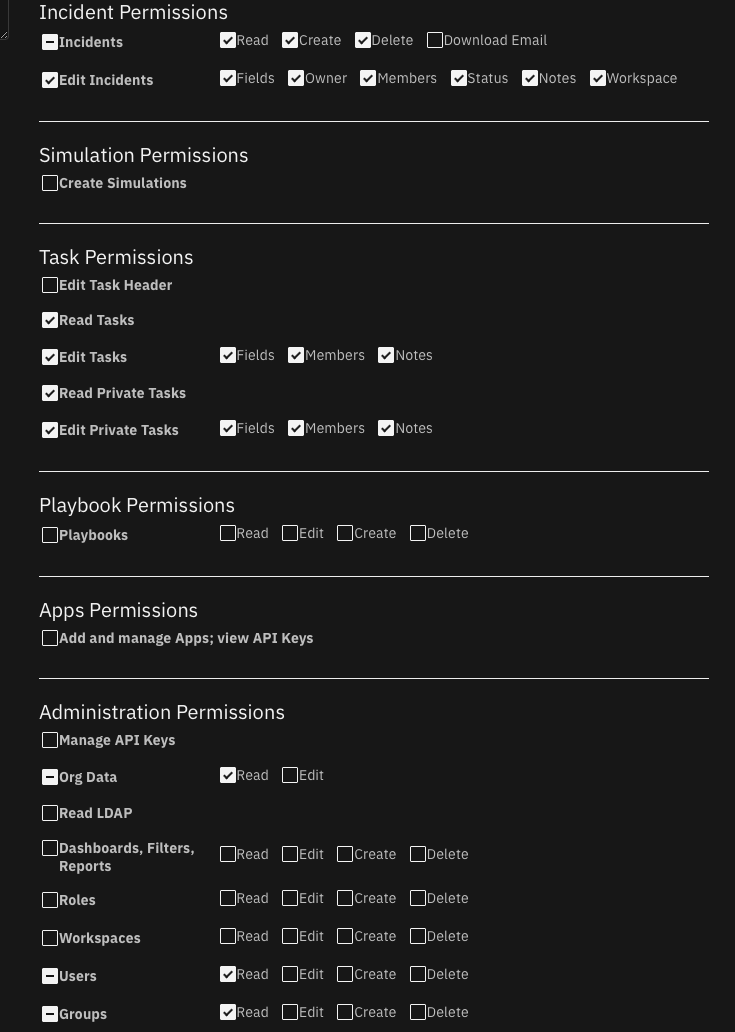 Incident Permissions
Incidents Read Create Delete Download Email
Edit Incidents Fields Owner Members Status Notes Workspace
Simulation Permissions
Create Simulations
Task Permissions
Edit Task Header
Read Tasks
Edit Tasks Fields Members Notes
Read Private Tasks
Edit Private Tasks Fields Members Notes
Playbook Permissions
Playbooks Read Edit Create Delete
Apps Permissions
Add and manage Apps; view API Keys
Administration Permissions
Manage API Keys
Org Data Read Edit
Read LDAP
Dashboards, Filters,
Reports Read Edit Create Delete
Roles Read Edit Create Delete
Workspaces Read Edit Create Delete
Users Read Edit Create Delete
Groups Read Edit Create Delete